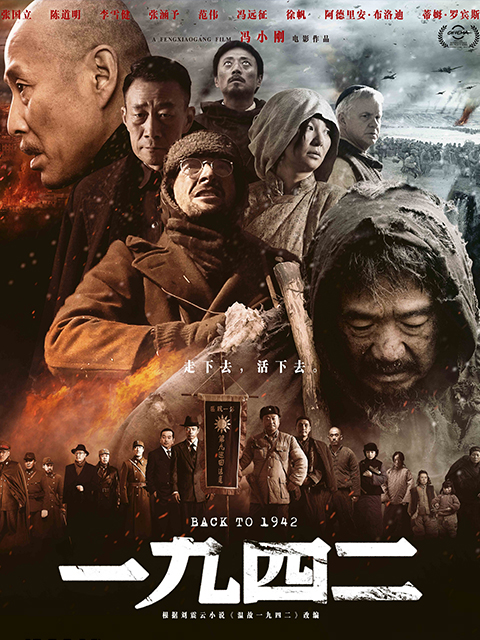 张国立 陈道明 李雪健 张涵予 范伟 冯远征 徐帆 阿德里安·布洛迪 蒂姆·罗宾斯
A FENGXIAOGANG FILM 冯小刚 电影作品
走下去，活下去。
BACK TO 1942
一九四二
根据刘震云小说《温故一九四二》改编